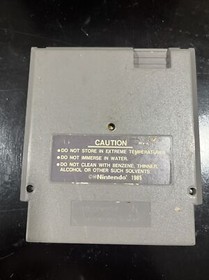 CAUTION
• DO NOT STORE IN EXTREME TEMPERATURES.
• DO NOT IMMERSE IN WATER.
• DO NOT CLEAN WITH BENZENE, THINNER,
ALCOHOL OR OTHER SUCH SOLVENTS.
©Nintendo 1985